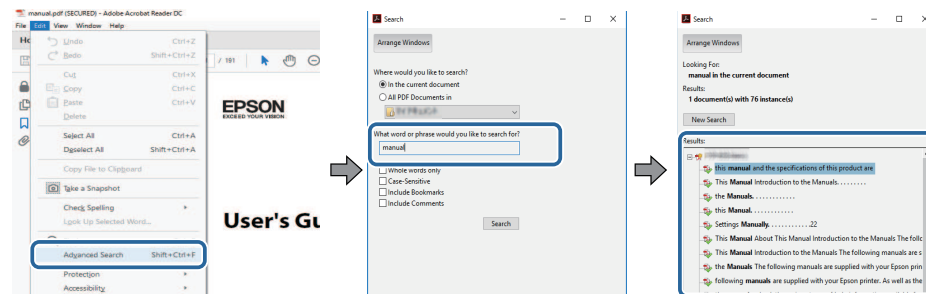 manual.pdf (SECURED) - Adobe Acrobat Reader DC
File Edit View Window Help
Undo Ctrl+Z
Redo Shift+Ctrl+Z
Cut Ctrl+X
Copy Ctrl+C
Paste Ctrl+V
Delete
Select All Ctrl+A
Deselect All Shift+Ctrl+A
Copy File to Clipboard
Take a Snapshot
Check Spelling
Look Up Selected Word...
Advanced Search Shift+Ctrl+F
Protection
Accessibility
/ 191
EPSON
EXCEED YOUR VISION
User's Gu
Search
Arrange Windows
Where would you like to search?
In the current document
All PDF Documents in
What word or phrase would you like to search for?
manual
Whole words only
Case-Sensitive
Include Bookmarks
Include Comments
Search
Search
Arrange Windows
Looking For:
manual in the current document
Results:
1 document(s) with 76 instance(s)
New Search
Results:
this manual and the specifications of this product are
This Manual Introduction to the Manuals. . . . . . . . .
the Manuals. . . . . . . . . . . . .
this Manual. . . . . . . . . . . . .
Settings Manually. . . . . . . . . . . . .22
This Manual About This Manual Introduction to the Manuals The follc
This Manual Introduction to the Manuals The following manuals are s
the Manuals The following manuals are supplied with your Epson prin
following manuals are supplied with your Epson printer. As well as the